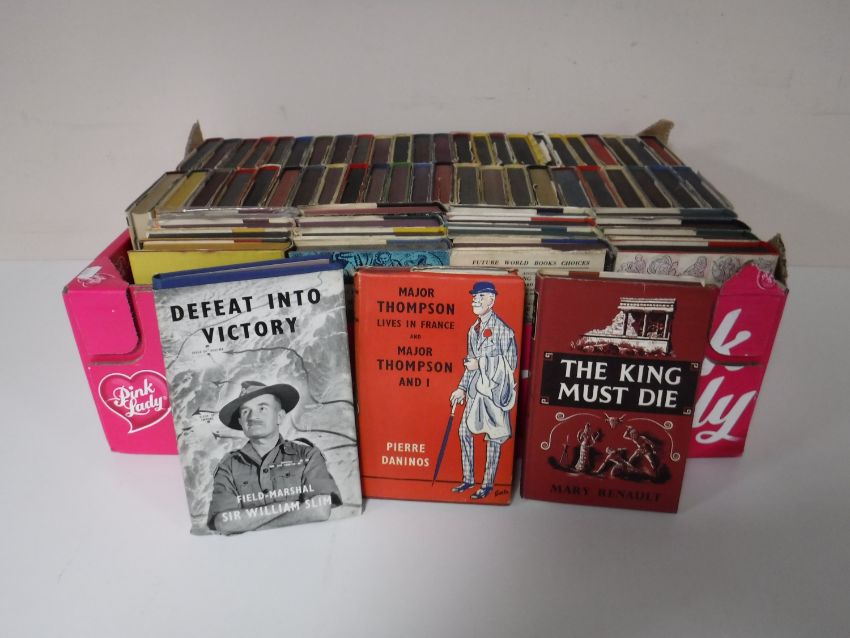 FUTURE WORLD BOOKS CHOICES
Pink
Lady
DEFEAT INTO
VICTORY
FIELD-MARSHAL
SIR WILLIAM SLIM
MAJOR
THOMPSON
LIVES IN FRANCE
AND
MAJOR
THOMPSON
AND I
PIERRE
DANINOS
THE KING
MUST DIE
MARY RENAULT